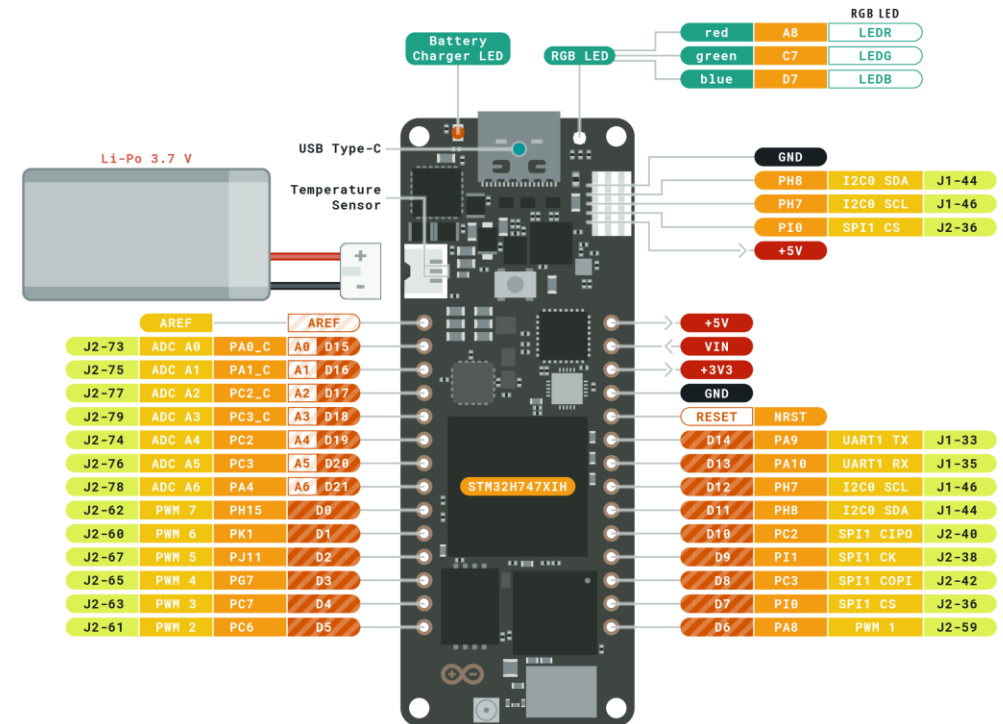 RGB LED
red A8 LEDR
green C7 LEDG
blue D7 LEDB
Battery
Charger LED
RGB LED
USB Type-C
Li-Po 3.7 V
Temperature
Sensor
+
-
GND
PH8 I2C0 SDA J1-44
PH7 I2C0 SCL J1-46
PI0 SPI1 CS J2-36
+5V
AREF AREF
J2-73 ADC A0 PA0_C A0 D15
J2-75 ADC A1 PA1_C A1 D16
J2-77 ADC A2 PC2_C A2 D17
J2-79 ADC A3 PC3_C A3 D18
J2-74 ADC A4 PC2 A4 D19
J2-76 ADC A5 PC3 A5 D20
J2-78 ADC A6 PA4 A6 D21
J2-62 PWM 7 PH15 D0
J2-60 PWM 6 PK1 D1
J2-67 PWM 5 PJ11 D2
J2-65 PWM 4 PG7 D3
J2-63 PWM 3 PC7 D4
J2-61 PWM 2 PC6 D5
STM32H747XIH
+5V
VIN
+3V3
GND
RESET NRST
D14 PA9 UART1 TX J1-33
D13 PA10 UART1 RX J1-35
D12 PH7 I2C0 SCL J1-46
D11 PH8 I2C0 SDA J1-44
D10 PC2 SPI1 CIPO J2-40
D9 PI1 SPI1 CK J2-38
D8 PC3 SPI1 COPI J2-42
D7 PI0 SPI1 CS J2-36
D6 PA8 PWM 1 J2-59